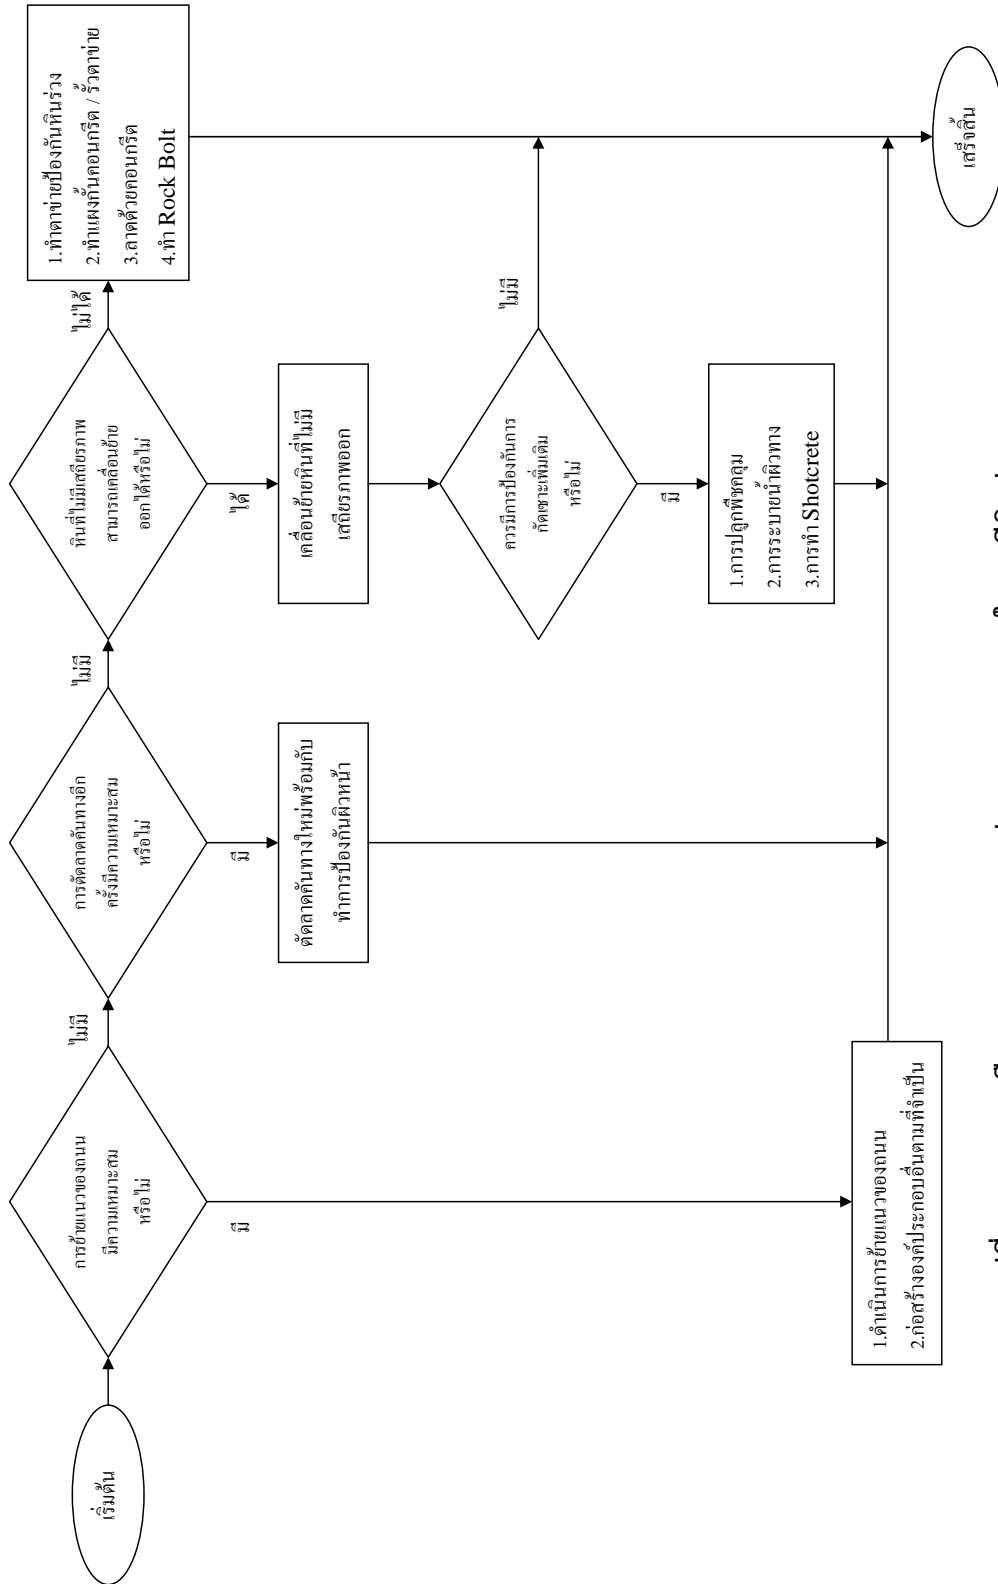 เริ่มต้น
การย้ายแนวของถนน
มีความเหมาะสม
หรือไม่
ไม่มี
มี
1.ดำเนินการย้ายแนวของถนน
2.ก่อสร้างองค์ประกอบอื่นตามที่จำเป็น
การตัดลาดคันทางอีก
ครั้งมีความเหมาะสม
หรือไม่
ไม่มี
มี
ตัดลาดคันทางใหม่พร้อมกับ
ทำการป้องกันผิวหน้า
หินที่ไม่มีเสถียรภาพ
สามารถเคลื่อนย้าย
ออกได้หรือไม่
ไม่ได้
ได้
เคลื่อนย้ายหินที่ไม่มี
เสถียรภาพออก
ควรมีการป้องกันการ
กัดเซาะเพิ่มเติม
หรือไม่
ไม่มี
มี
1.การปลูกพืชคลุม
2.การระบายน้ำผิวทาง
3.การทำ Shotcrete
1.ทำตาข่ายป้องกันหินร่วง
2.ทำแผงกั้นคอนกรีต / รั้วตาข่าย
3.ลาดด้วยคอนกรีต
4.ทำ Rock Bolt
เสร็จสิ้น